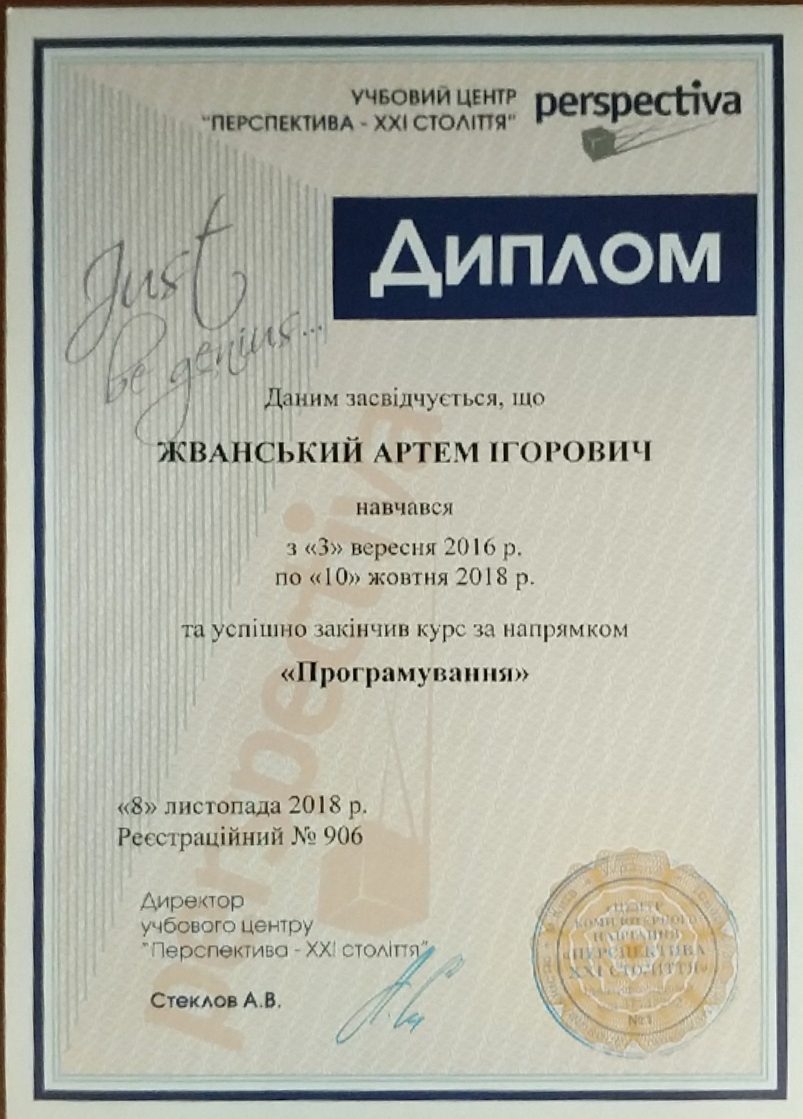 УЧБОВИЙ ЦЕНТР
"ПЕРСПЕКТИВА - XXI СТОЛІТТЯ"
perspectiva
Диплом
Just
be genius...
Даним засвідчується, що
ЖВАНСЬКИЙ АРТЕМ ІГОРОВИЧ
навчався
з «3» вересня 2016 р.
по «10» жовтня 2018 р.
та успішно закінчив курс за напрямком
«Програмування»
perspectiva
«8» листопада 2018 р.
Реєстраційний № 906
Директор
учбового центру
"Перспектива - XXI століття"
Стеклов А.В.
«ЦЕНТР
КОМП'ЮТЕРНОГО
НАВЧАННЯ
«ПЕРСПЕКТИВА
XXI СТОЛІТТЯ»
№1